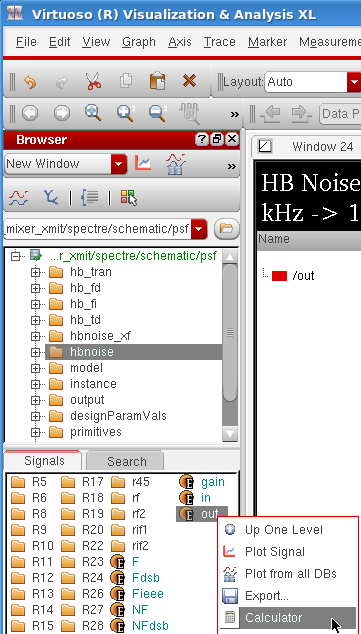 Virtuoso (R) Visualization & Analysis XL
File Edit View Graph Axis Trace Marker Measureme
Layout: Auto
» Data P
Browser
New Window
»
Window 24
HB Noise
kHz -> 1
Name
/out
mixer_xmit/spectre/schematic/psf
...r_xmit/spectre/schematic/psf
hb_tran
hb_fd
hb_fi
hb_td
hbnoise_xf
hbnoise
model
instance
output
designParamVals
primitives
Signals Search
R5 R17 r45 gain
R6 R18 rf in
R8 R19 rf2 out
R9 R20 rif1
R10 R22 rif2
R11 R23 F
R12 R24 Fdsb
R13 R26 Fieee
R14 R27 NF
R15 R28 NFdsb
Up One Level
Plot Signal
Plot from all DBs
Export...
Calculator